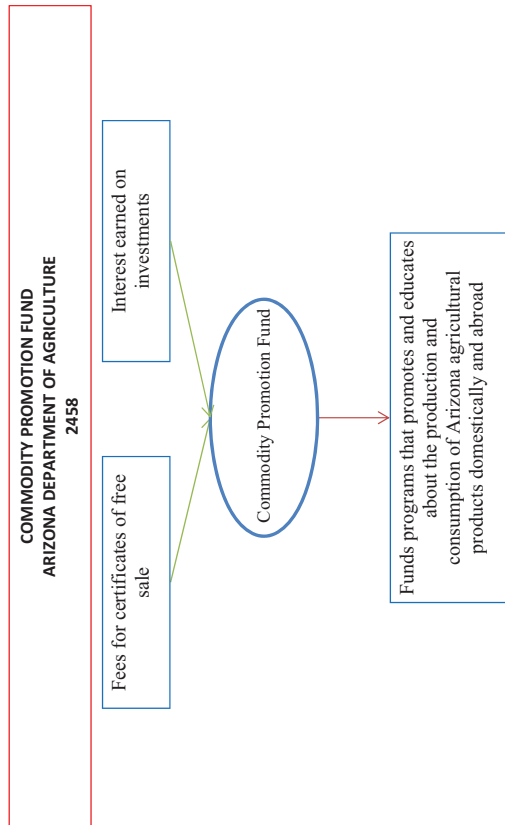 COMMODITY PROMOTION FUND
ARIZONA DEPARTMENT OF AGRICULTURE
2458
Fees for certificates of free
sale
Interest earned on
investments
Commodity Promotion Fund
Funds programs that promotes and educates
about the production and
consumption of Arizona agricultural
products domestically and abroad